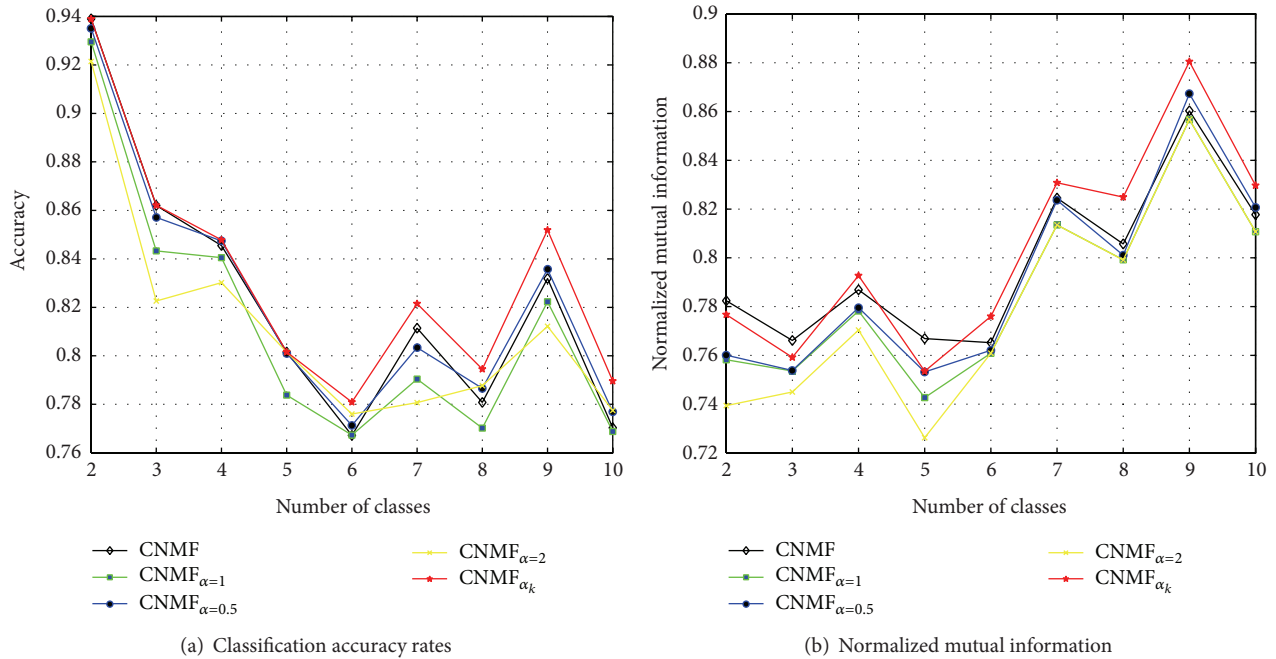 0.94
0.92
0.9
0.88
0.86
0.84
0.82
0.8
0.78
0.76
Accuracy
2 3 4 5 6 7 8 9 10
Number of classes
CNMF
CNMFα=1
CNMFα=0.5
CNMFα=2
CNMFαk
(a) Classification accuracy rates
0.9
0.88
0.86
0.84
0.82
0.8
0.78
0.76
0.74
0.72
Normalized mutual information
2 3 4 5 6 7 8 9 10
Number of classes
CNMF
CNMFα=1
CNMFα=0.5
CNMFα=2
CNMFαk
(b) Normalized mutual information